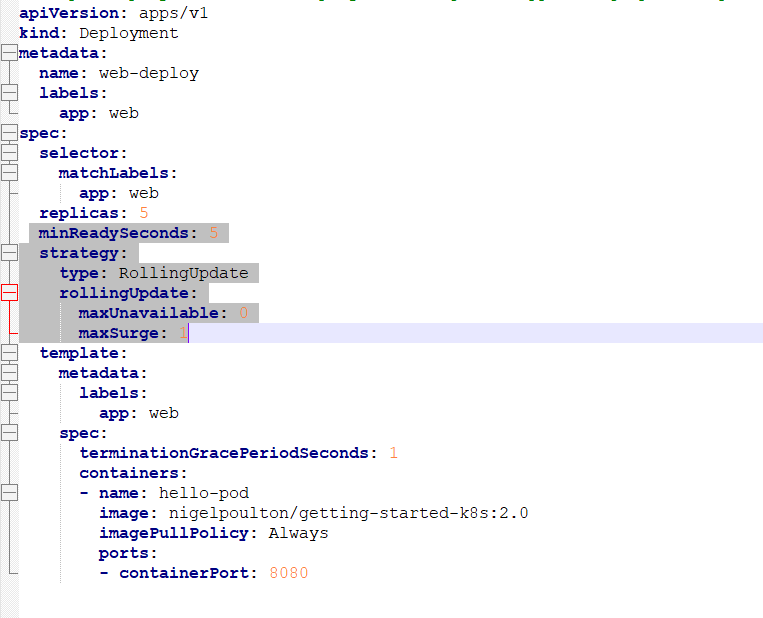 apiVersion: apps/v1
kind: Deployment
metadata:
  name: web-deploy
  labels:
    app: web
spec:
  selector:
    matchLabels:
      app: web
  replicas: 5
  minReadySeconds: 5
  strategy:
    type: RollingUpdate
    rollingUpdate:
      maxUnavailable: 0
      maxSurge: 1
  template:
    metadata:
      labels:
        app: web
    spec:
      terminationGracePeriodSeconds: 1
      containers:
      - name: hello-pod
        image: nigelpoulton/getting-started-k8s:2.0
        imagePullPolicy: Always
        ports:
        - containerPort: 8080